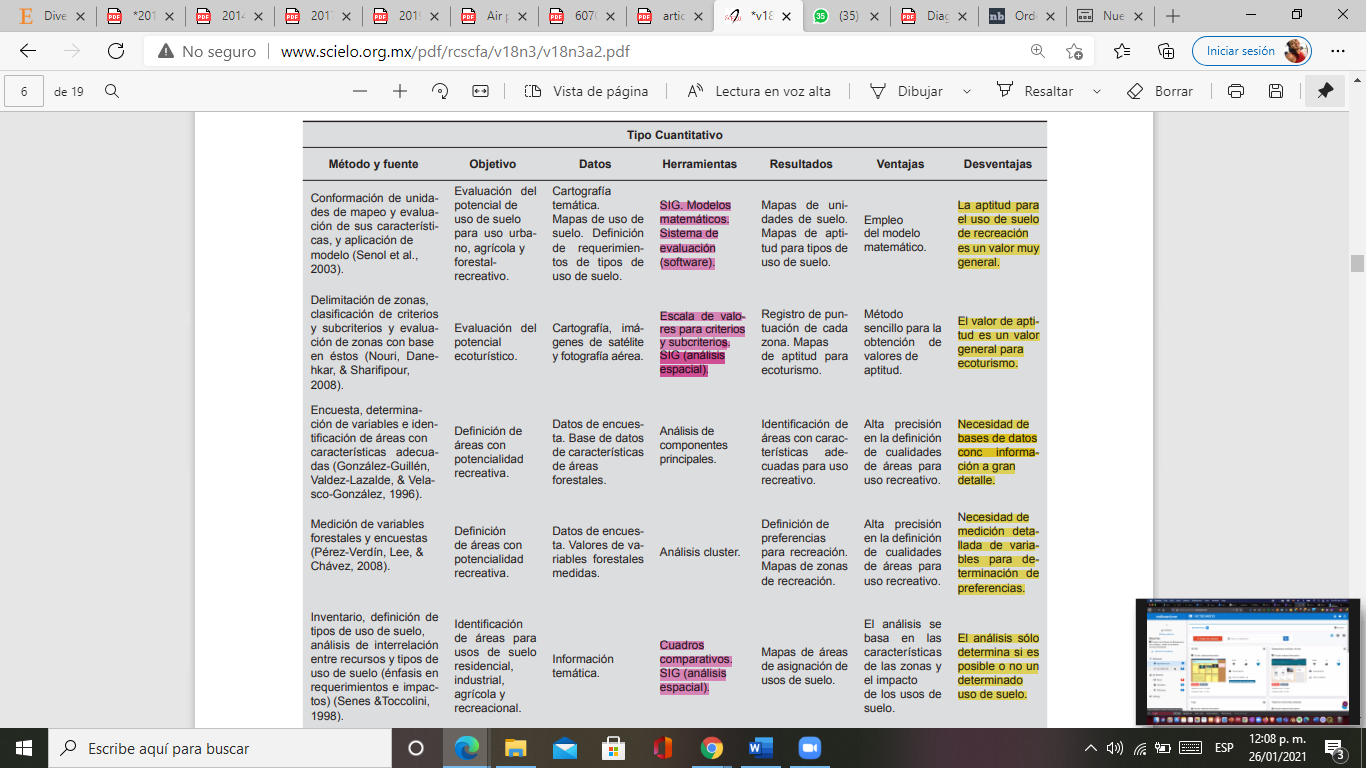 Dive
*201
2014
2017
2019
Air p
6070
artic
*v18
(35)
Diag
nb Orde
Nue
No seguro | www.scielo.org.mx/pdf/rcscfa/v18n3/v18n3a2.pdf
Iniciar sesión
6 de 19
Vista de página
Lectura en voz alta
Dibujar
Resaltar
Borrar
Tipo Cuantitativo
Método y fuente
Objetivo
Datos
Herramientas
Resultados
Ventajas
Desventajas
Conformación de unida-
des de mapeo y evalua-
ción de sus característi-
cas, y aplicación de
modelo (Senol et al.,
2003).
Evaluación del
potencial de
uso de suelo
para uso urba-
no, agrícola y
forestal-
recreativo.
Cartografía
temática.
Mapas de uso de
suelo. Definición
de requerimien-
tos de tipos de
uso de suelo.
SIG. Modelos
matemáticos.
Sistema de
evaluación
(software).
Mapas de uni-
dades de suelo.
Mapas de apti-
tud para tipos de
uso de suelo.
Empleo
del modelo
matemático.
La aptitud para
el uso de suelo
de recreación
es un valor muy
general.
Delimitación de zonas,
clasificación de criterios
y subcriterios y evalua-
ción de zonas con base
en éstos (Nouri, Dane-
hkar, & Sharifipour,
2008).
Evaluación del
potencial
ecoturístico.
Cartografía, imá-
genes de satélite
y fotografía aérea.
Escala de valo-
res para criterios
y subcriterios.
SIG (análisis
espacial).
Registro de pun-
tuación de cada
zona. Mapas
de aptitud para
ecoturismo.
Método
sencillo para la
obtención de
valores de
aptitud.
El valor de apti-
tud es un valor
general para
ecoturismo.
Encuesta, determina-
ción de variables e iden-
tificación de áreas con
características adecua-
das (González-Guillén,
Valdez-Lazalde, & Vela-
sco-González, 1996).
Definición de
áreas con
potencialidad
recreativa.
Datos de encues-
ta. Base de datos
de características
de áreas
forestales.
Análisis de
componentes
principales.
Identificación de
áreas con carac-
terísticas ade-
cuadas para uso
recreativo.
Alta precisión
en la definición
de cualidades
de áreas para
uso recreativo.
Necesidad de
bases de datos
conc informa-
ción a gran
detalle.
Medición de variables
forestales y encuestas
(Pérez-Verdín, Lee, &
Chávez, 2008).
Definición
de áreas con
potencialidad
recreativa.
Datos de encues-
ta. Valores de va-
riables forestales
medidas.
Análisis cluster.
Definición de
preferencias
para recreación.
Mapas de zonas
de recreación.
Alta precisión
en la definición
de cualidades
de áreas para
uso recreativo.
Necesidad de
medición deta-
llada de varia-
bles para de-
terminación de
preferencias.
Inventario, definición de
tipos de uso de suelo,
análisis de interrelación
entre recursos y tipos de
uso de suelo (énfasis en
requerimientos e impac-
tos) (Senes &Toccolini,
1998).
Identificación
de áreas para
usos de suelo
residencial,
industrial,
agrícola y
recreacional.
Información
temática.
Cuadros
comparativos.
SIG (análisis
espacial).
Mapas de áreas
de asignación de
usos de suelo.
El análisis se
basa en las
características
de las zonas y
el impacto
de los usos de
suelo.
El análisis sólo
determina si es
posible o no un
determinado
uso de suelo.
Escribe aquí para buscar
ESP
12:08 p. m.
26/01/2021
3